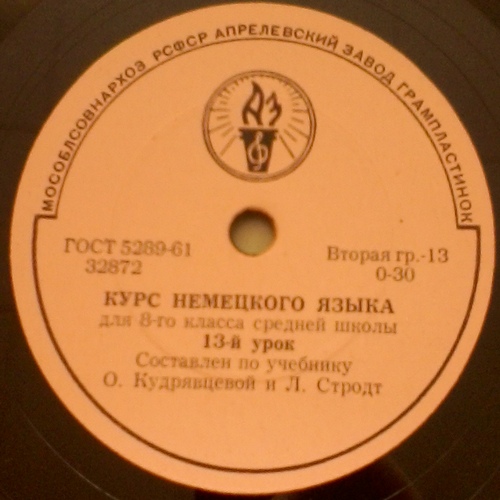 МОСОБЛСОВНАРХОЗ РСФСР АПРЕЛЕВСКИЙ ЗАВОД ГРАМПЛАСТИНОК
АЗ
ГОСТ 5289-61
32872
Вторая гр.-13
0-30
КУРС НЕМЕЦКОГО ЯЗЫКА
для 8-го класса средней школы
13-й урок
Составлен по учебнику
О. Кудрявцевой и Л. Стродт